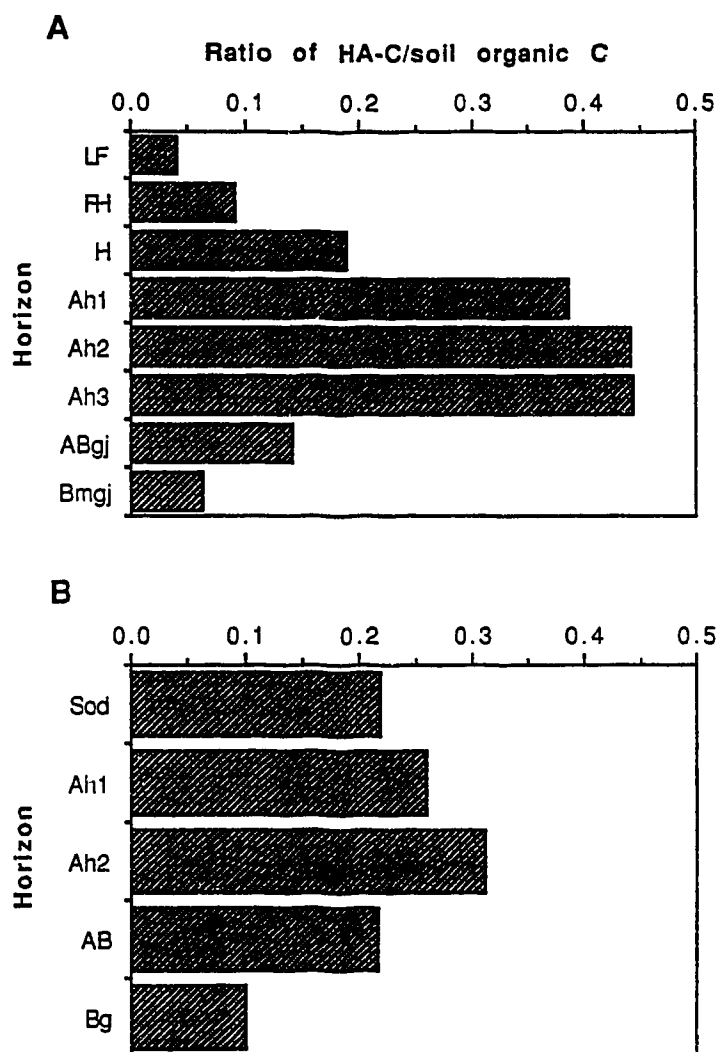 A
Ratio of HA-C/soil organic C
0.0 0.1 0.2 0.3 0.4 0.5
LF
FH
H
Ah1
Ah2
Ah3
ABgj
Bmgj
Horizon
B
0.0 0.1 0.2 0.3 0.4 0.5
Sod
Ah1
Ah2
AB
Bg
Horizon